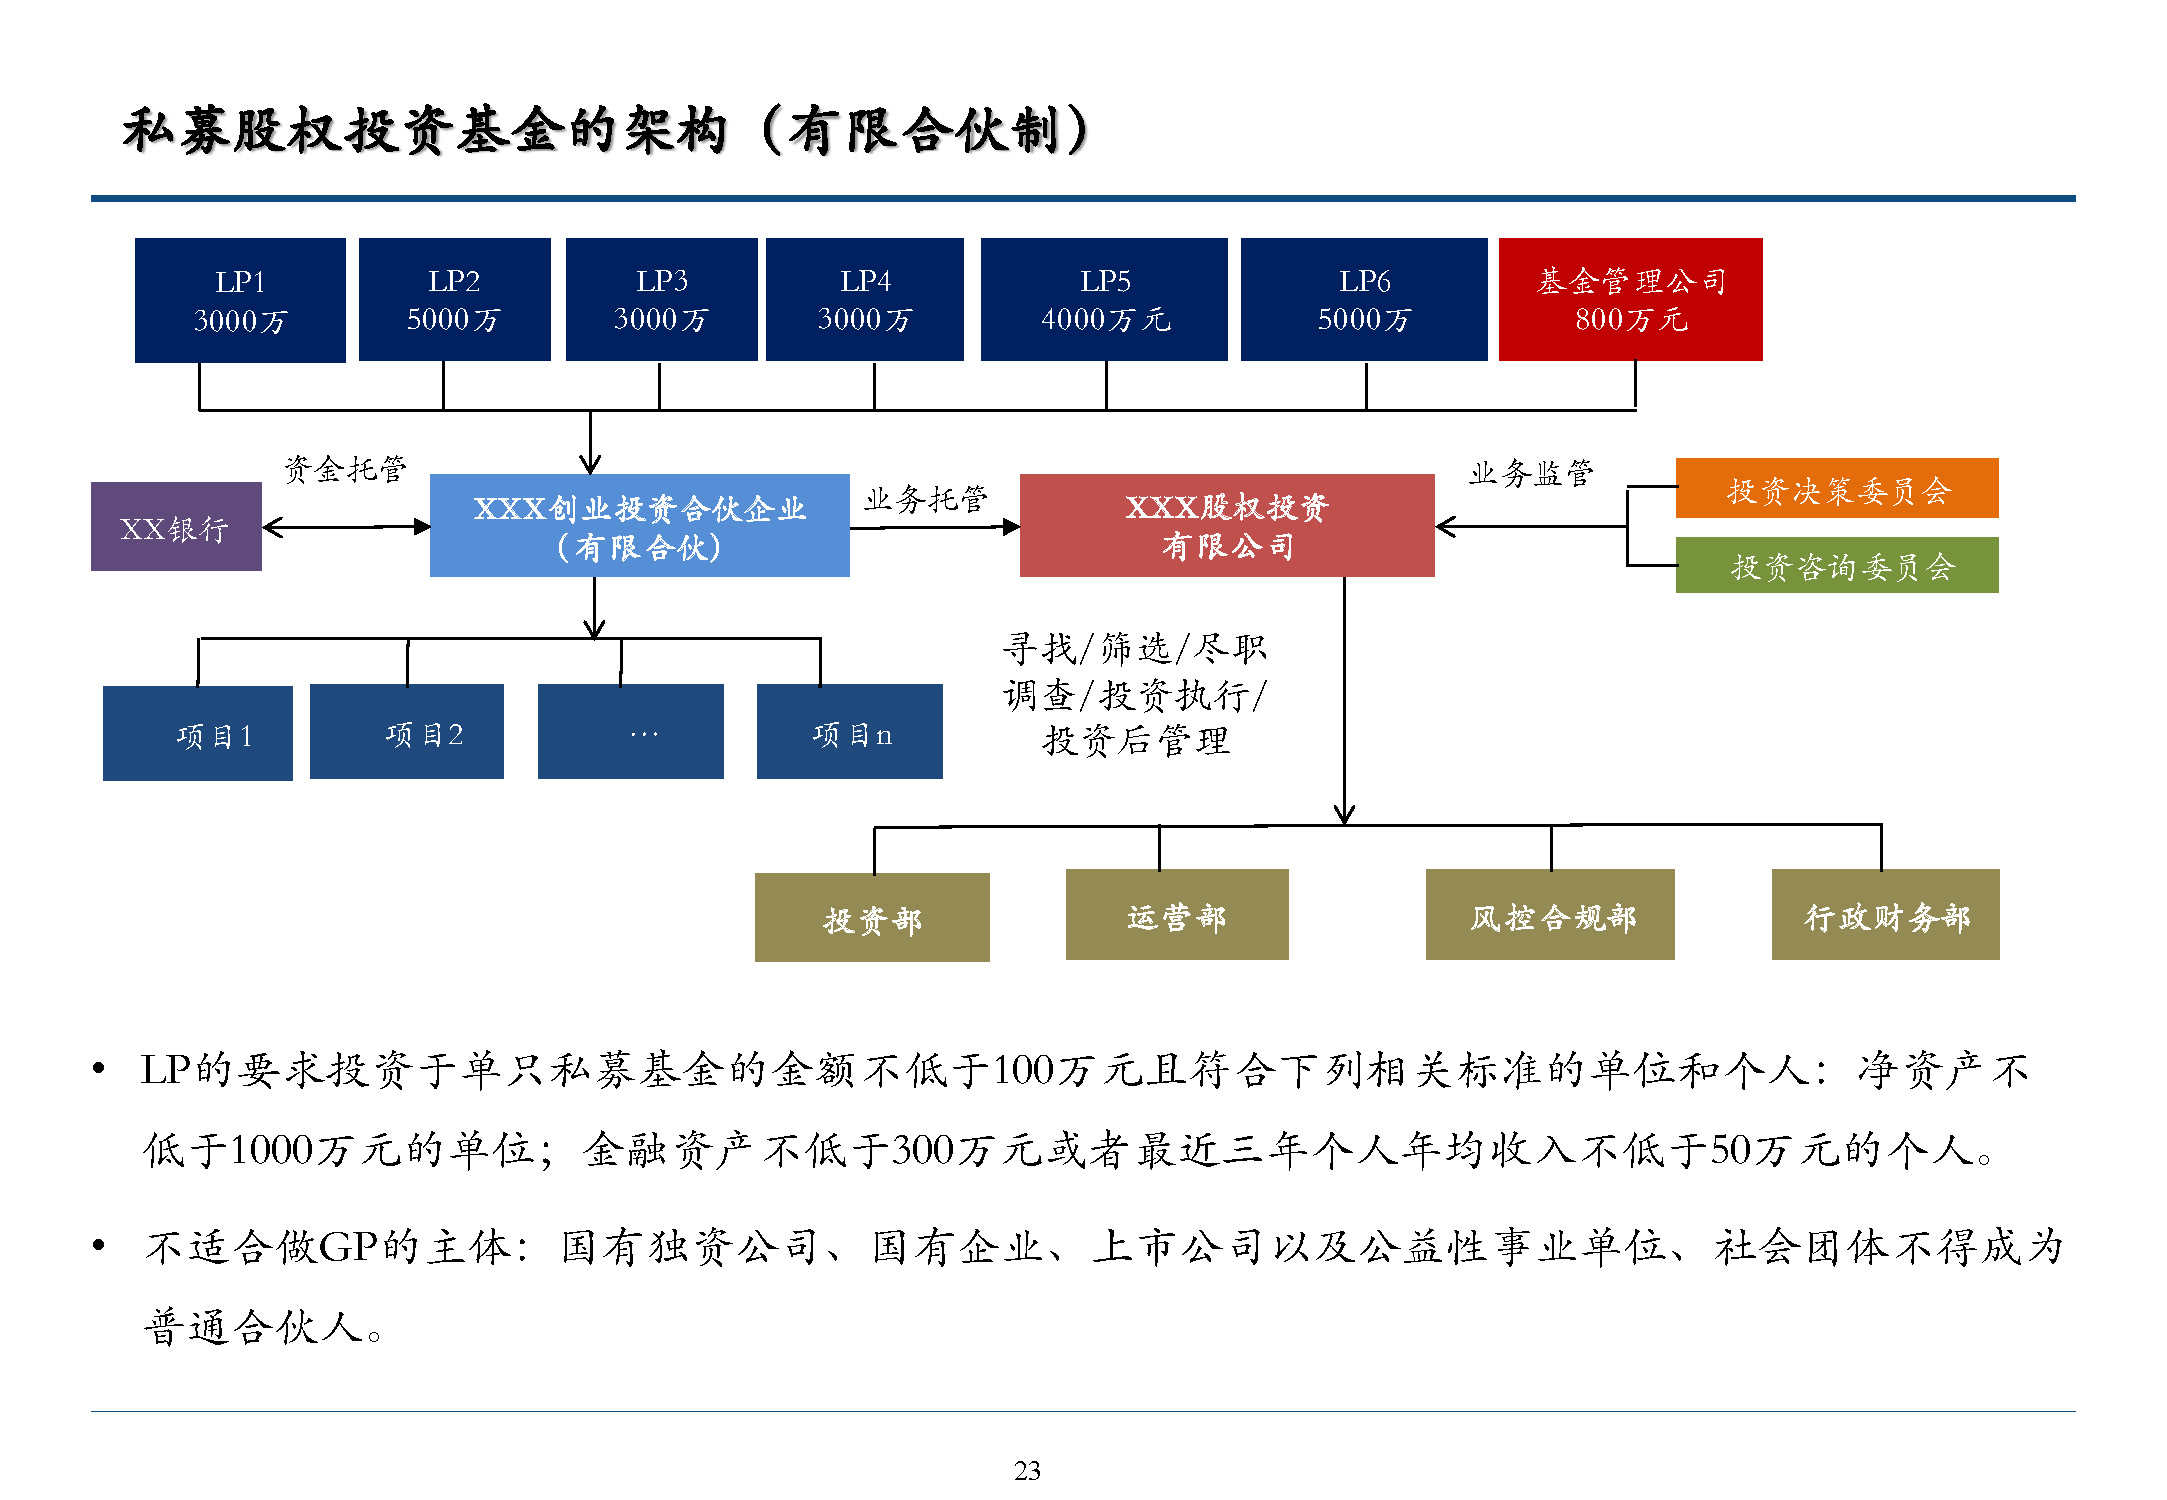 私募股权投资基金的架构（有限合伙制）
LP1
3000万
LP2
5000万
LP3
3000万
LP4
3000万
LP5
4000万元
LP6
5000万
基金管理公司
800万元
资金托管
XX银行
XXX创业投资合伙企业
（有限合伙）
业务托管
XXX股权投资
有限公司
业务监管
投资决策委员会
投资咨询委员会
项目1
项目2
…
项目n
寻找/筛选/尽职
调查/投资执行/
投资后管理
投资部
运营部
风控合规部
行政财务部
• LP的要求投资于单只私募基金的金额不低于100万元且符合下列相关标准的单位和个人：净资产不
低于1000万元的单位；金融资产不低于300万元或者最近三年个人年均收入不低于50万元的个人。
• 不适合做GP的主体：国有独资公司、国有企业、上市公司以及公益性事业单位、社会团体不得成为
普通合伙人。
23